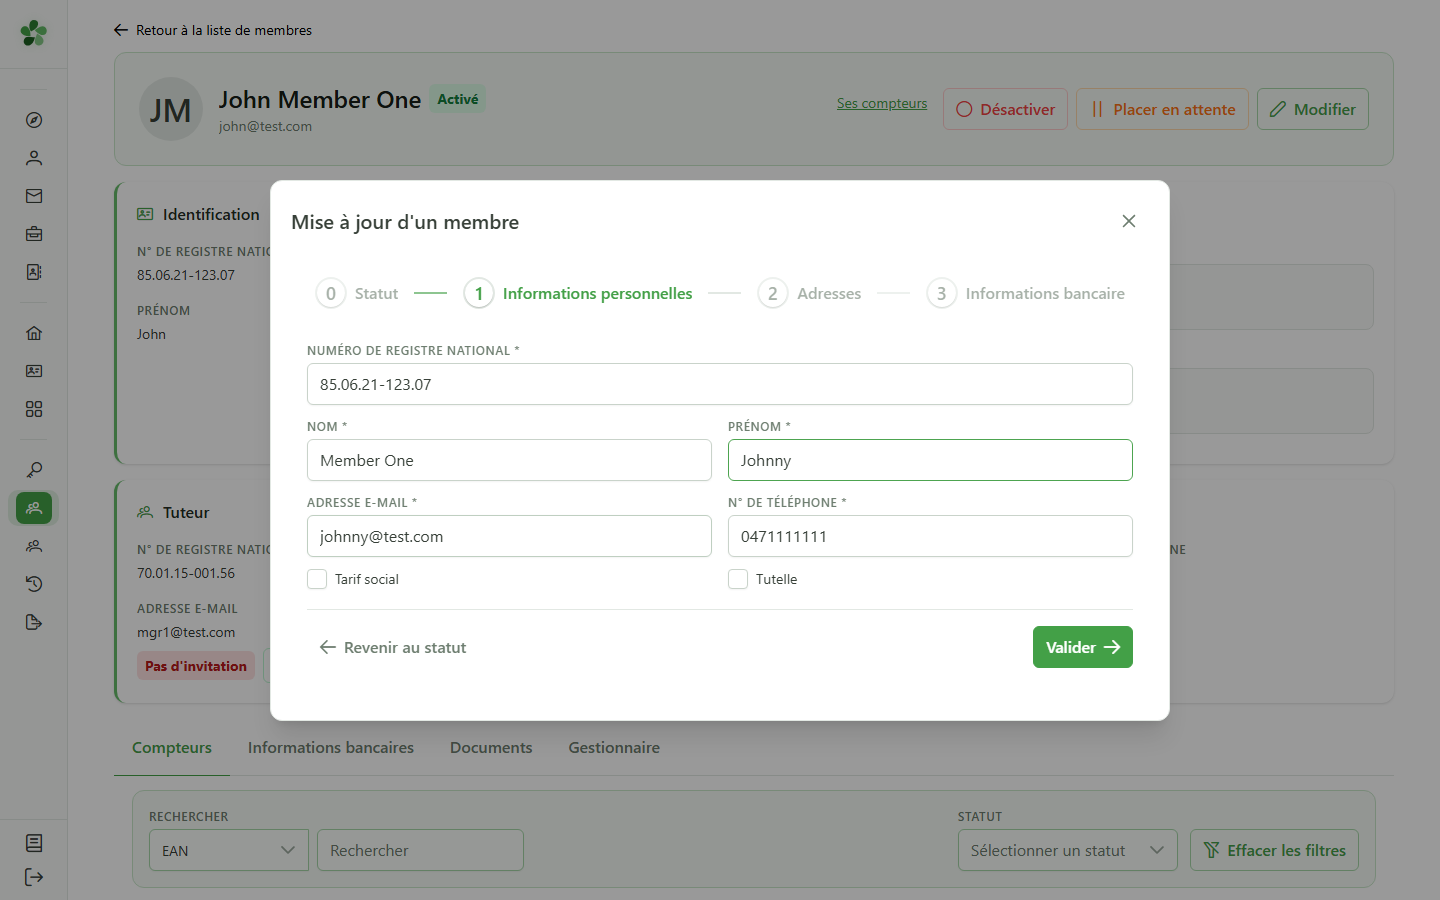 Retour à la liste de membres
JM
John Member One
Activé
john@test.com
Ses compteurs
Désactiver
Placer en attente
Modifier
Identification
N° DE REGISTRE
85.06.21-123.07
PRÉNOM
John
Mise à jour d'un membre
0 Statut
1 Informations personnelles
2 Adresses
3 Informations bancaire
NUMÉRO DE REGISTRE NATIONAL *
85.06.21-123.07
NOM *
PRÉNOM *
Member One
Johnny
ADRESSE E-MAIL *
N° DE TÉLÉPHONE *
johnny@test.com
0471111111
Tarif social
Tutelle
Revenir au statut
Valider
Tuteur
N° DE REGISTRE
70.01.15-001.56
ADRESSE E-MAIL
mgr1@test.com
Pas d'invitation
Compteurs
Informations bancaires
Documents
Gestionnaire
RECHERCHER
STATUT
EAN
Rechercher
Sélectionner un statut
Effacer les filtres